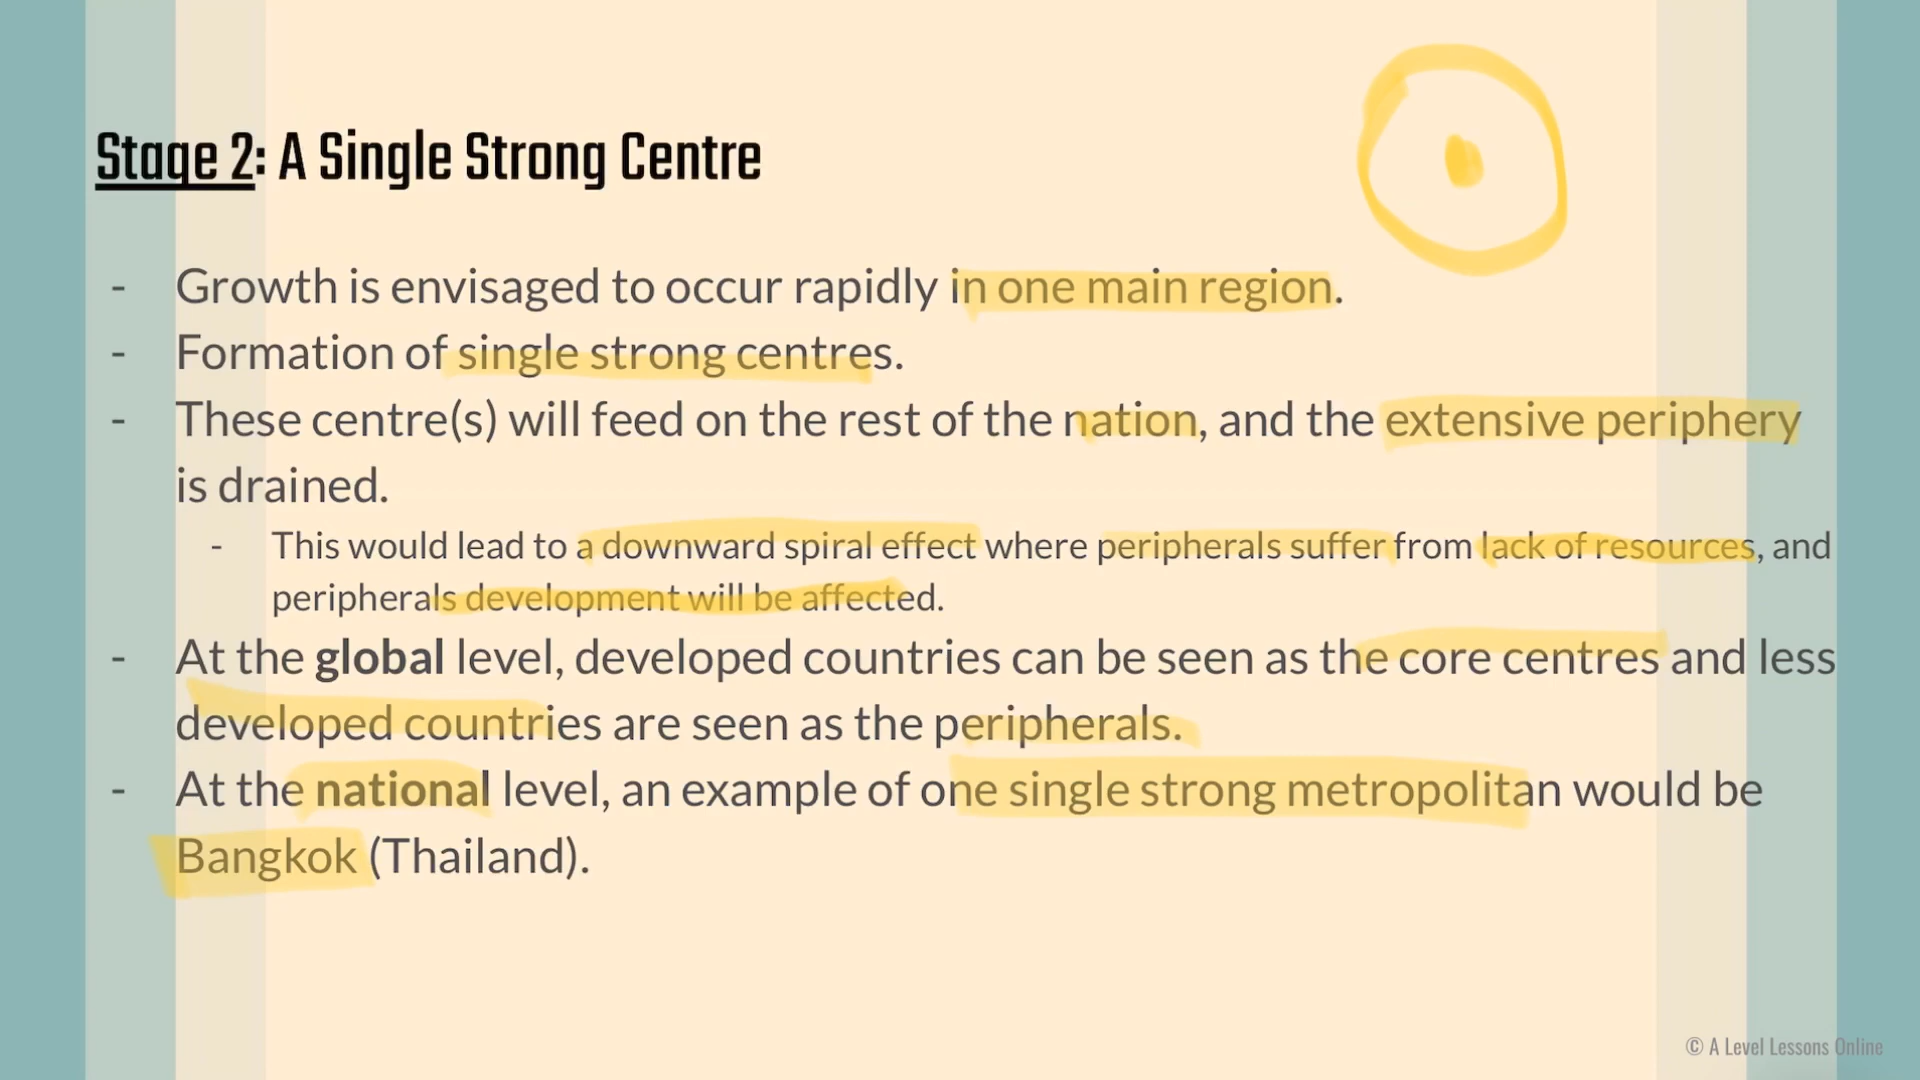 Stage 2: A Single Strong Centre
- Growth is envisaged to occur rapidly in one main region.
- Formation of single strong centres.
- These centre(s) will feed on the rest of the nation, and the extensive periphery
is drained.
- This would lead to a downward spiral effect where peripherals suffer from lack of resources, and
peripherals development will be affected.
- At the global level, developed countries can be seen as the core centres and less
developed countries are seen as the peripherals.
- At the national level, an example of one single strong metropolitan would be
Bangkok (Thailand).
© A Level Lessons Online